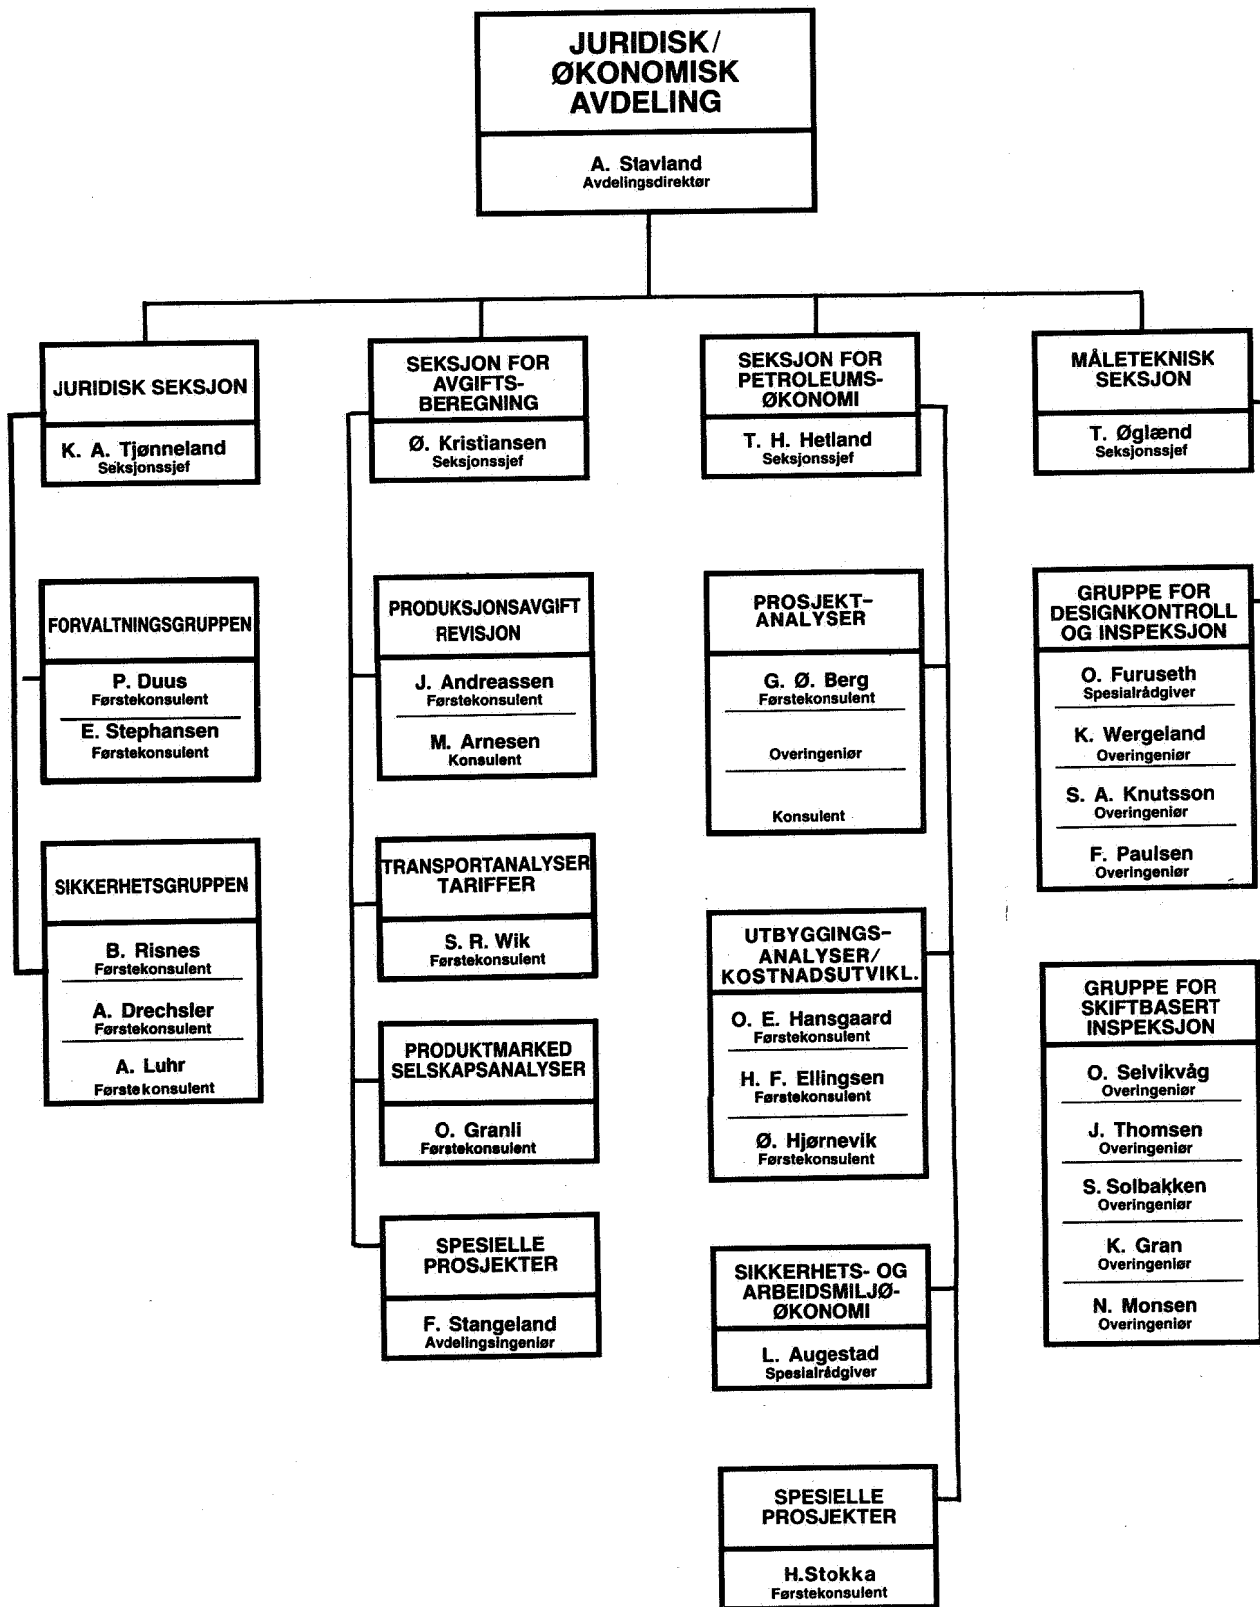 JURIDISK/
ØKONOMISK
AVDELING
A. Stavland
Avdelingsdirektør
JURIDISK SEKSJON
K. A. Tjønneland
Seksjonssjef
FORVALTNINGSGRUPPEN
P. Duus
Førstekonsulent
E. Stephansen
Førstekonsulent
SIKKERHETSGRUPPEN
B. Risnes
Førstekonsulent
A. Drechsler
Førstekonsulent
A. Luhr
Førstekonsulent
SEKSJON FOR
AVGIFTS-
BEREGNING
Ø. Kristiansen
Seksjonssjef
PRODUKSJONSAVGIFT
REVISJON
J. Andreassen
Førstekonsulent
M. Arnesen
Konsulent
TRANSPORTANALYSER
TARIFFER
S. R. Wik
Førstekonsulent
PRODUKTMARKED
SELSKAPSANALYSER
O. Granli
Førstekonsulent
SPESIELLE
PROSJEKTER
F. Stangeland
Avdelingsingeniør
SEKSJON FOR
PETROLEUMS-
ØKONOMI
T. H. Hetland
Seksjonssjef
PROSJEKT-
ANALYSER
G. Ø. Berg
Førstekonsulent
Overingeniør
Konsulent
UTBYGGINGS-
ANALYSER/
KOSTNADSUTVIKL.
O. E. Hansgaard
Førstekonsulent
H. F. Ellingsen
Førstekonsulent
Ø. Hjørnevik
Førstekonsulent
SIKKERHETS- OG
ARBEIDSMILJØ-
ØKONOMI
L. Augestad
Spesialrådgiver
SPESIELLE
PROSJEKTER
H.Stokka
Førstekonsulent
MÅLETEKNISK
SEKSJON
T. Øglænd
Seksjonssjef
GRUPPE FOR
DESIGNKONTROLL
OG INSPEKSJON
O. Furuseth
Spesialrådgiver
K. Wergeland
Overingeniør
S. A. Knutsson
Overingeniør
F. Paulsen
Overingeniør
GRUPPE FOR
SKIFTBASERT
INSPEKSJON
O. Selvikvåg
Overingeniør
J. Thomsen
Overingeniør
S. Solbakken
Overingeniør
K. Gran
Overingeniør
N. Monsen
Overingeniør